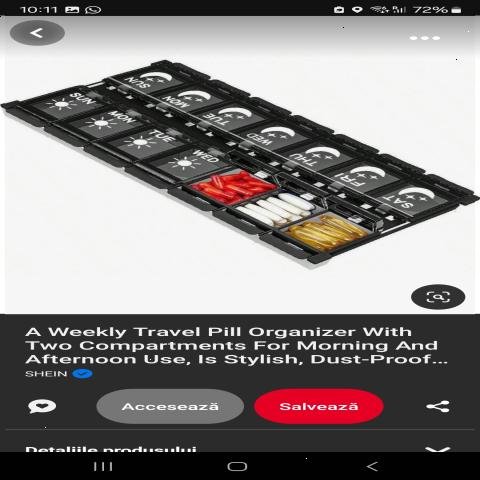 10:11 72%
SUN MON TUE WED THU FRI SAT
SUN MON TUE WED
A Weekly Travel Pill Organizer With
Two Compartments For Morning And
Afternoon Use, Is Stylish, Dust-Proof...
SHEIN
Accesează Salvează
Detaliile produsului